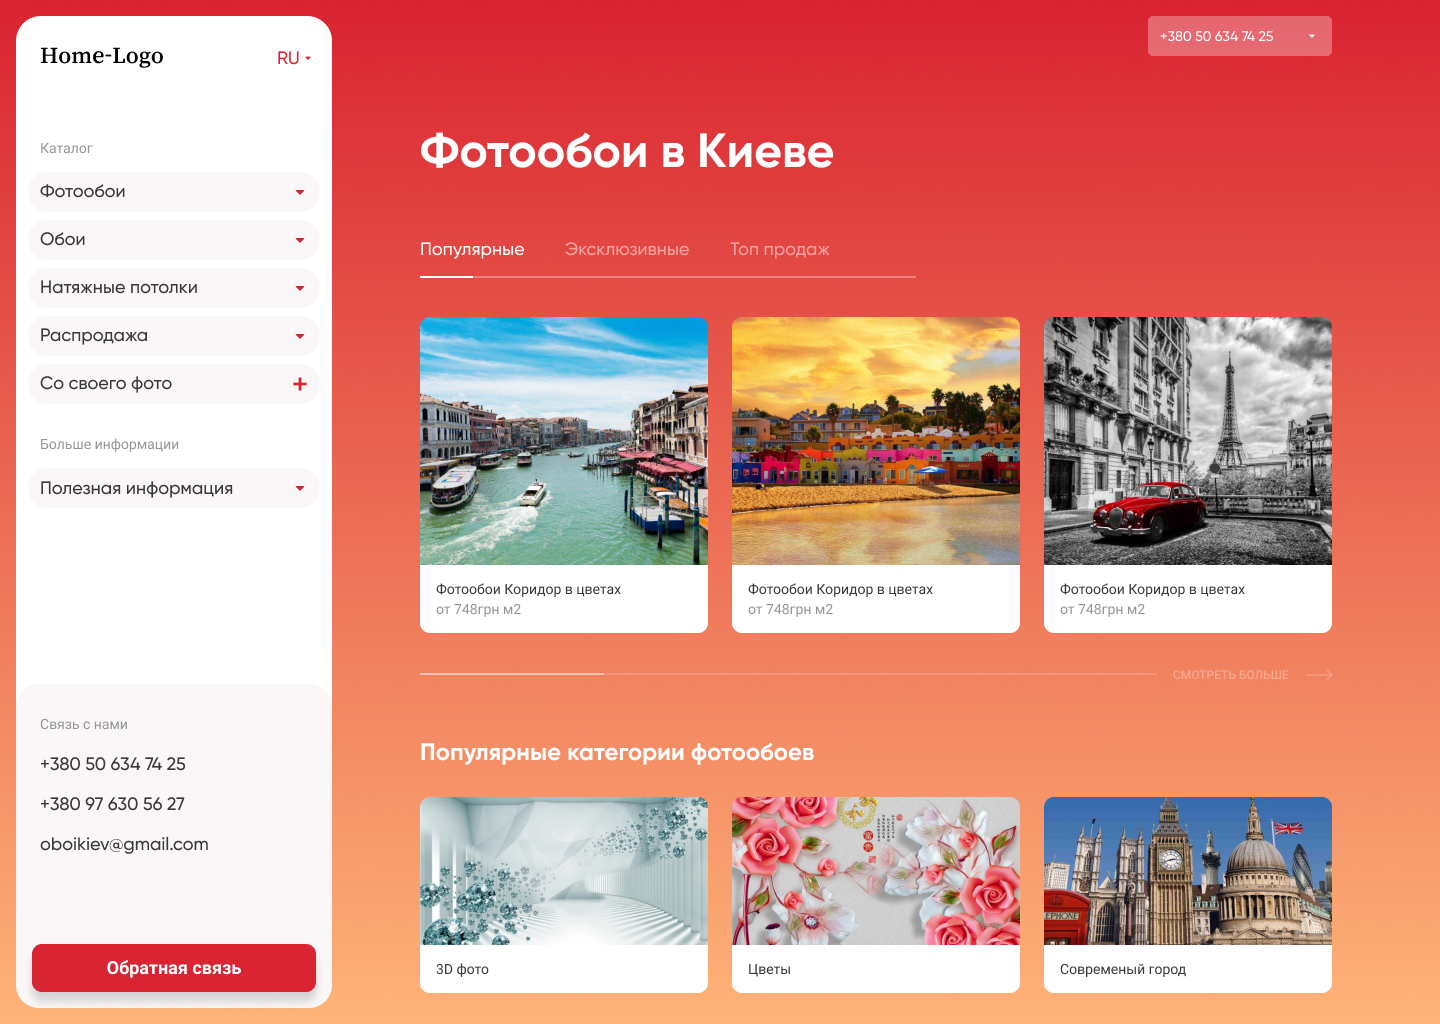 Home-Logo
RU
Каталог
Фотообои
Обои
Натяжные потолки
Распродажа
Со своего фото
Больше информации
Полезная информация
Связь с нами
+380 50 634 74 25
+380 97 630 56 27
oboikiev@gmail.com
Обратная связь
+380 50 634 74 25
Фотообои в Киеве
Популярные
Эксклюзивные
Топ продаж
Фотообои Коридор в цветах
от 748грн м2
Фотообои Коридор в цветах
от 748грн м2
Фотообои Коридор в цветах
от 748грн м2
СМОТРЕТЬ БОЛЬШЕ
Популярные категории фотообоев
3D фото
Цветы
TELEPHONE
Современый город